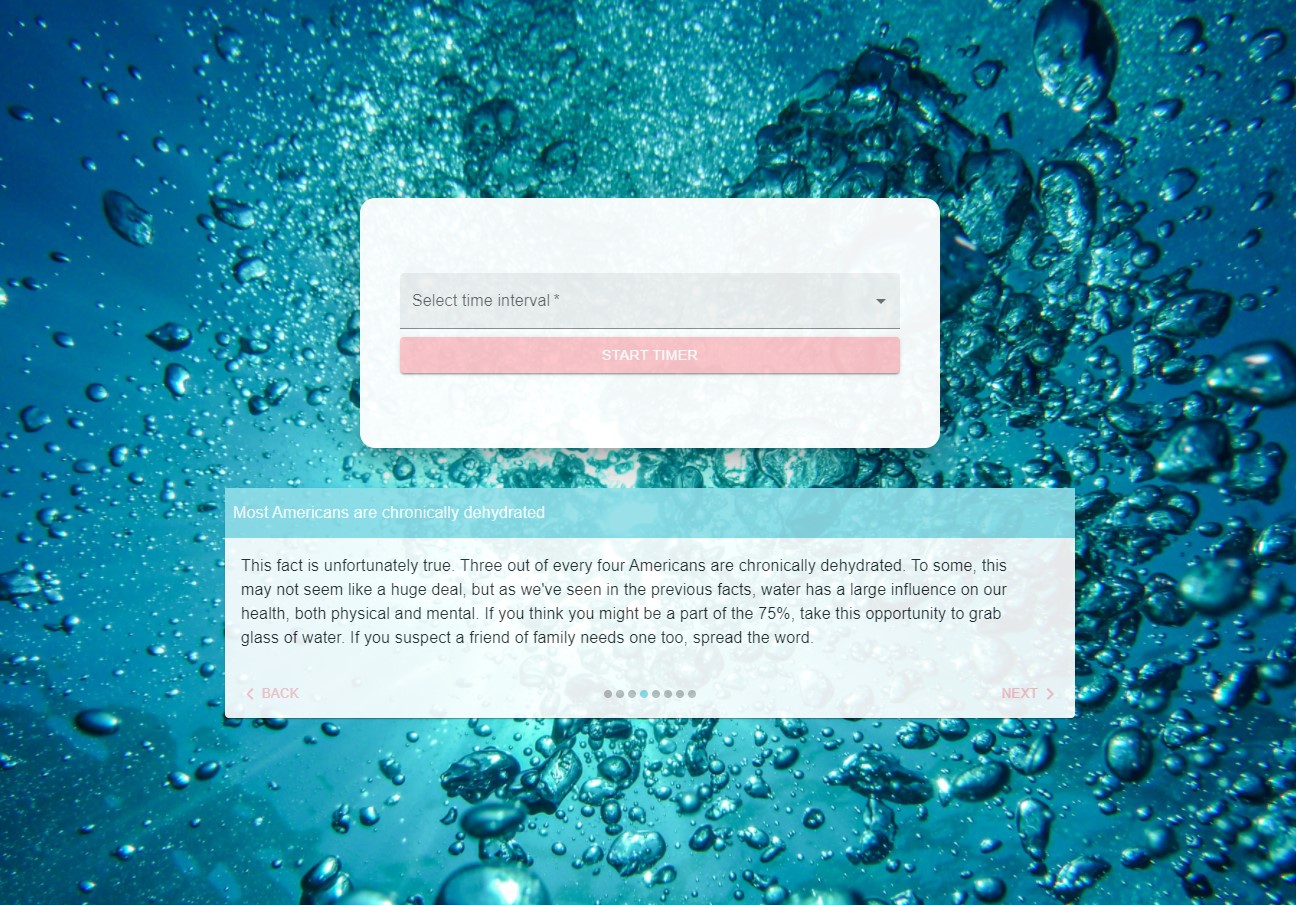 Select time interval *
START TIMER
Most Americans are chronically dehydrated
This fact is unfortunately true. Three out of every four Americans are chronically dehydrated. To some, this
may not seem like a huge deal, but as we've seen in the previous facts, water has a large influence on our
health, both physical and mental. If you think you might be a part of the 75%, take this opportunity to grab
glass of water. If you suspect a friend of family needs one too, spread the word.
BACK
NEXT